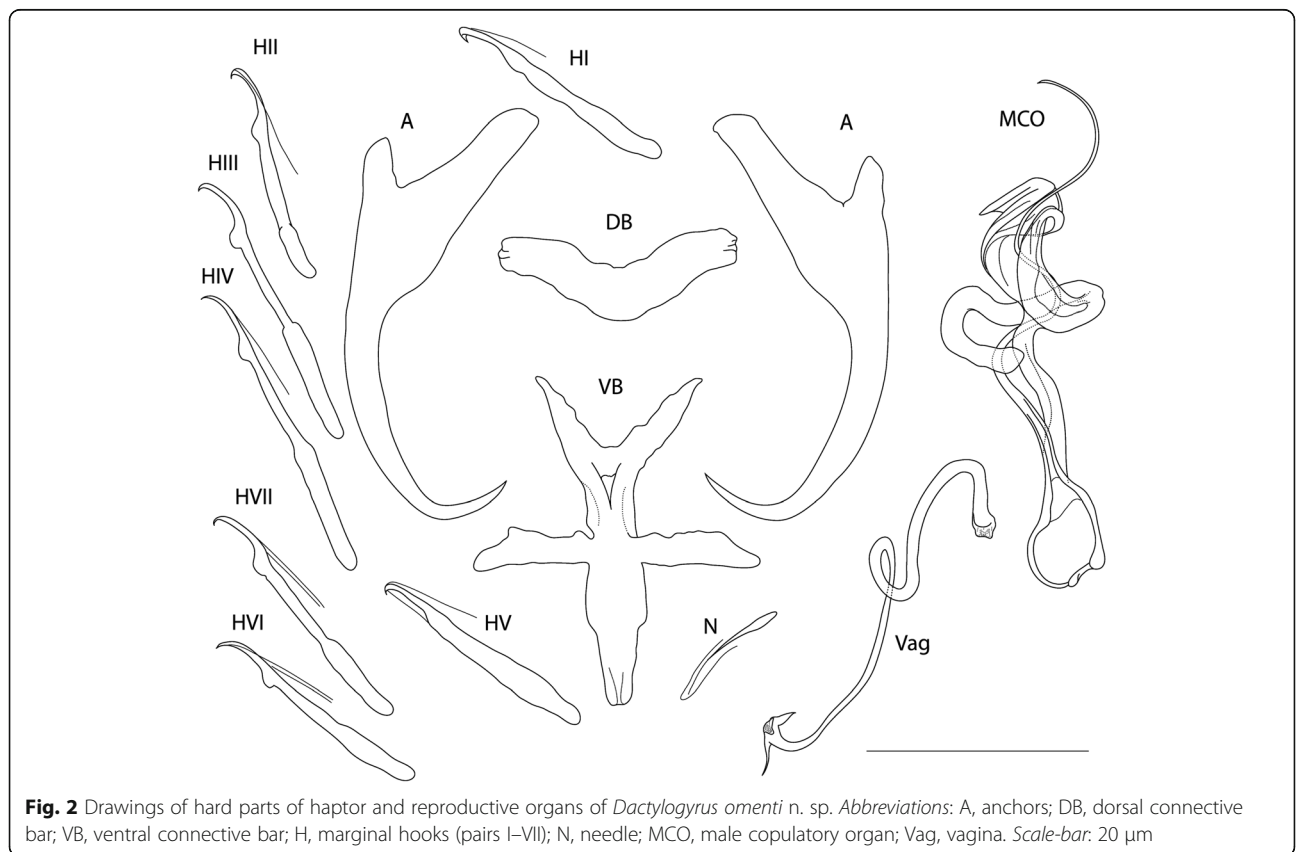 HII
HI
A
A
MCO
HIII
DB
HIV
VB
HVII
HVI
HV
N
Vag
Fig. 2 Drawings of hard parts of haptor and reproductive organs of Dactylogyrus omenti n. sp. Abbreviations: A, anchors; DB, dorsal connective
bar; VB, ventral connective bar; H, marginal hooks (pairs I–VII); N, needle; MCO, male copulatory organ; Vag, vagina. Scale-bar: 20 μm